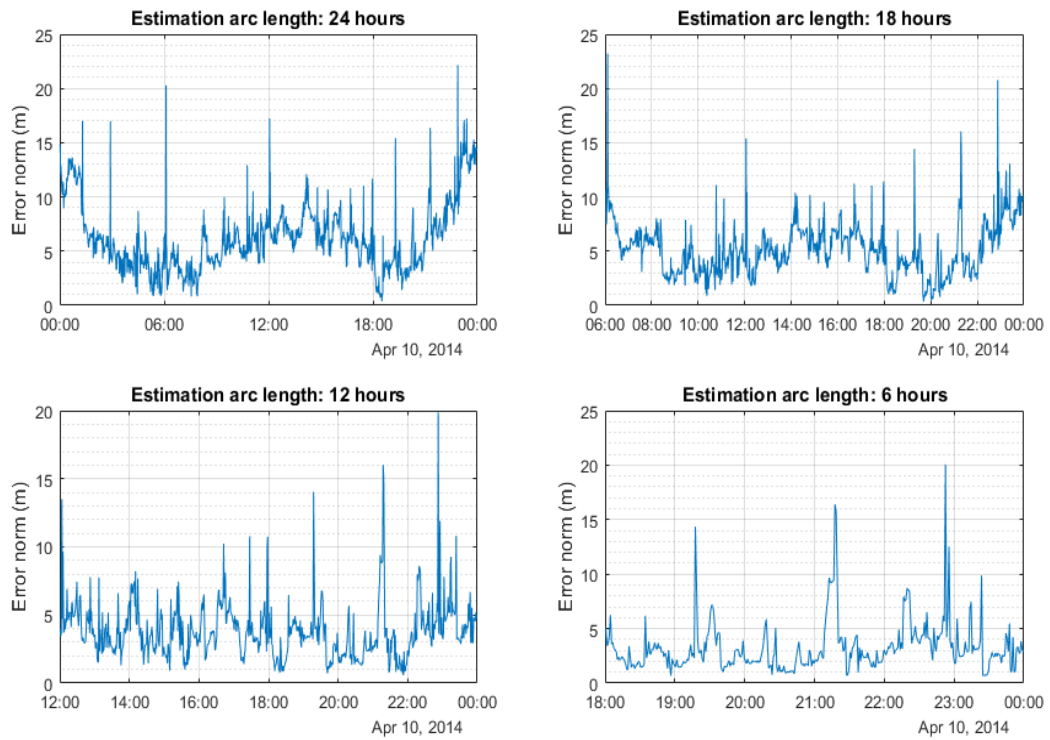 Estimation arc length: 24 hours
Error norm (m)
25
20
15
10
5
0
00:00 06:00 12:00 18:00 00:00
Apr 10, 2014
Estimation arc length: 18 hours
Error norm (m)
25
20
15
10
5
0
06:00 08:00 10:00 12:00 14:00 16:00 18:00 20:00 22:00 00:00
Apr 10, 2014
Estimation arc length: 12 hours
Error norm (m)
20
15
10
5
0
12:00 14:00 16:00 18:00 20:00 22:00 00:00
Apr 10, 2014
Estimation arc length: 6 hours
Error norm (m)
25
20
15
10
5
0
18:00 19:00 20:00 21:00 22:00 23:00 00:00
Apr 10, 2014